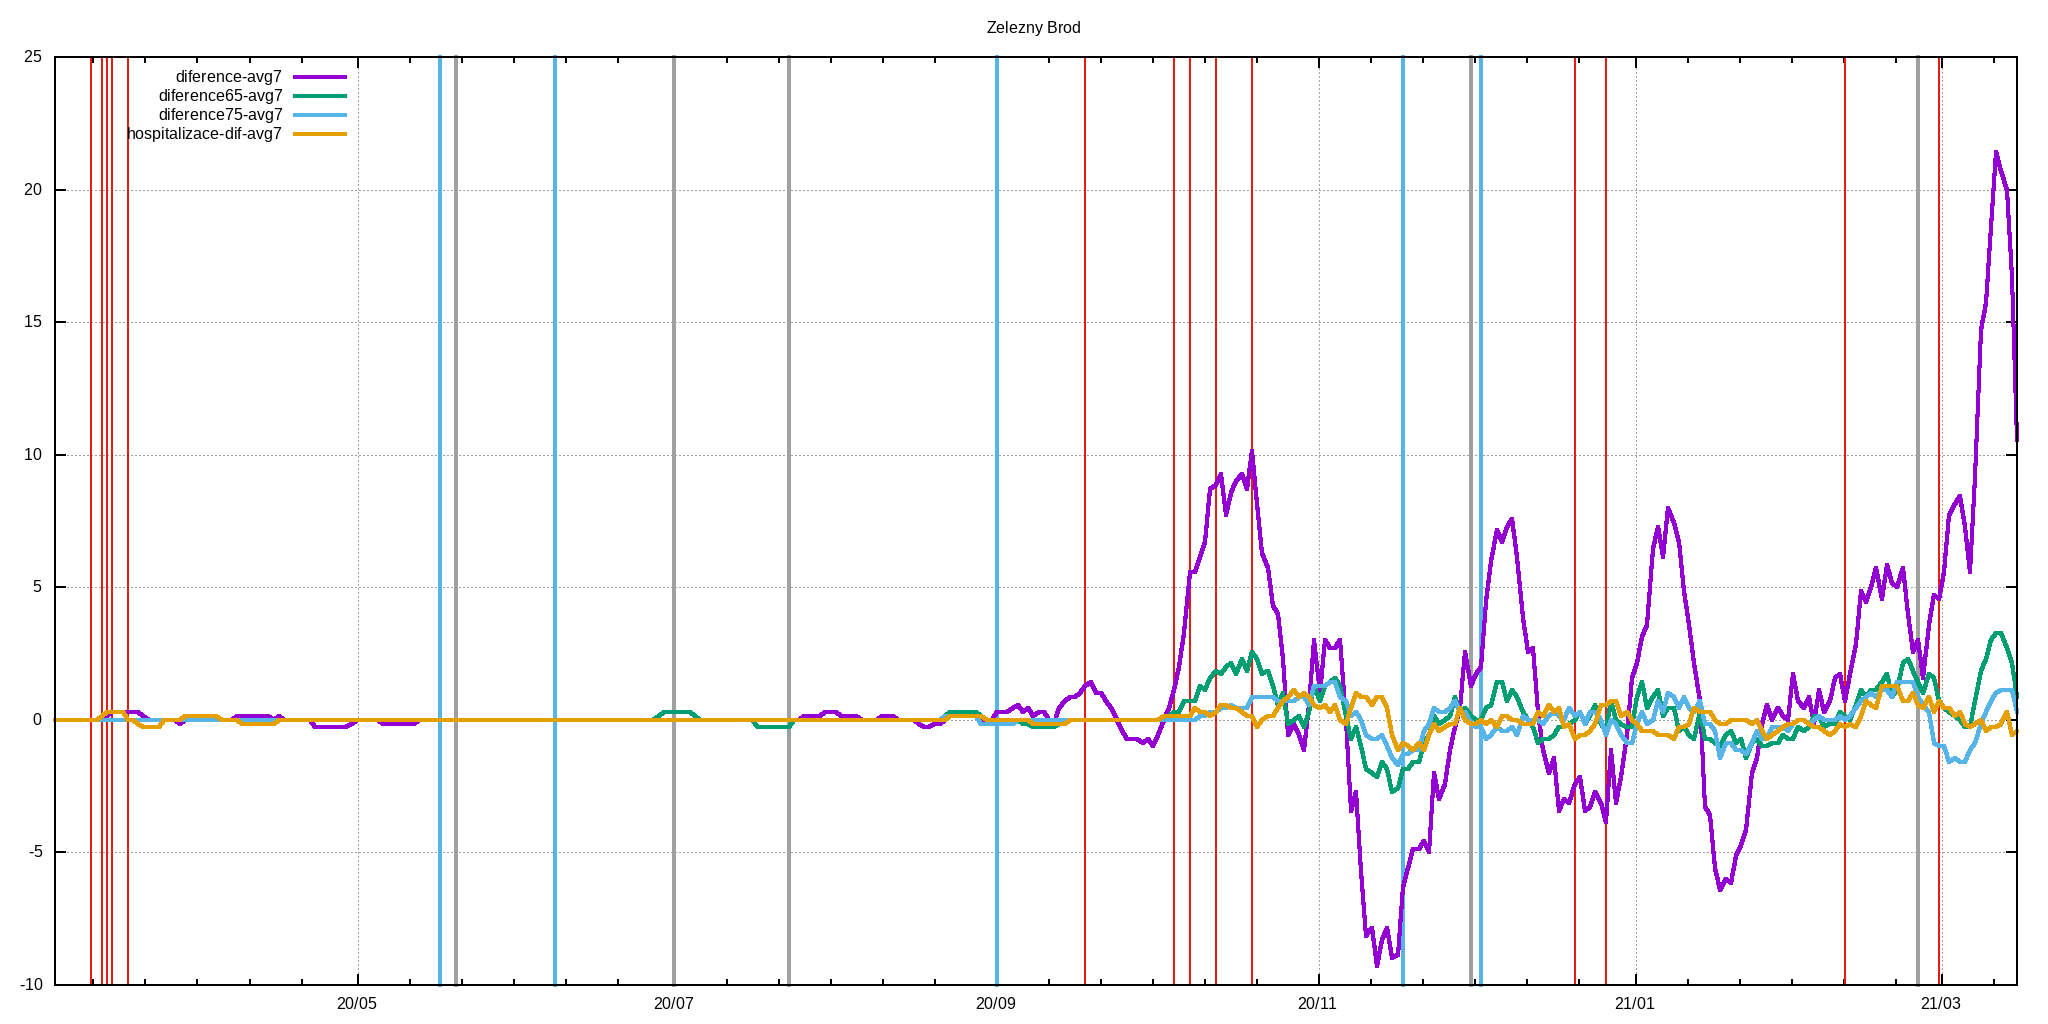 Zelezny Brod
25
20
15
10
5
0
-5
-10
diference-avg7
diference65-avg7
diference75-avg7
hospitalizace-dif-avg7
20/05 20/07 20/09 20/11 21/01 21/03